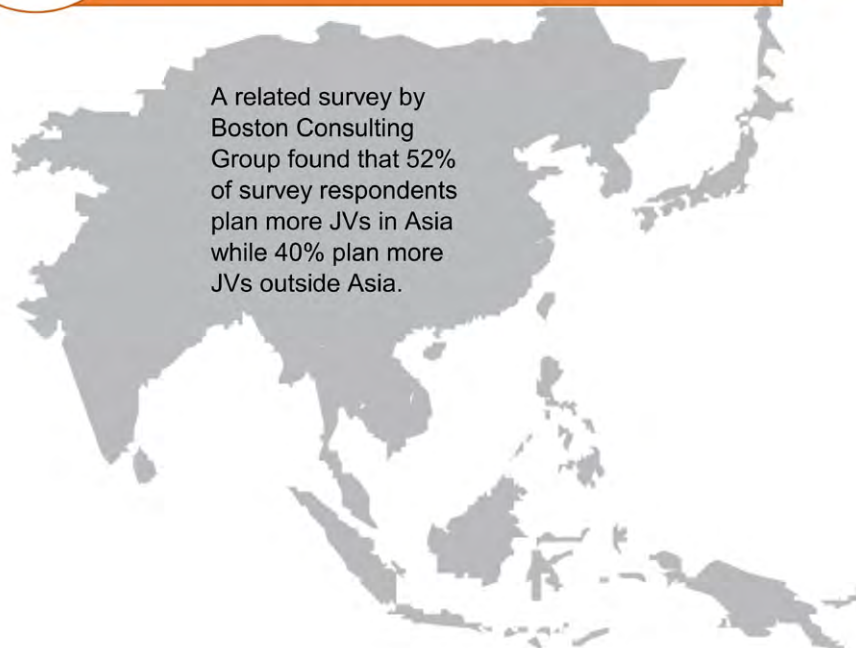 A related survey by
Boston Consulting
Group found that 52%
of survey respondents
plan more JVs in Asia
while 40% plan more
JVs outside Asia.